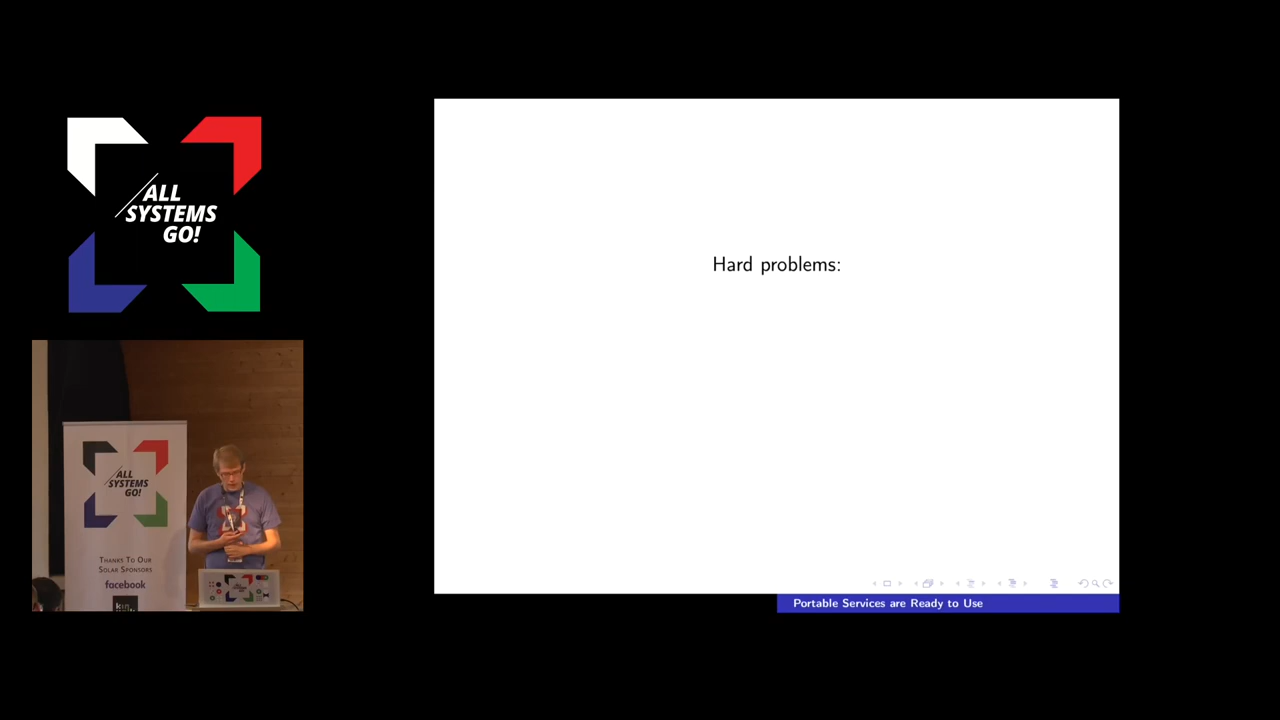 ALL
SYSTEMS
GO!
Hard problems:
ALL
SYSTEMS
GO!
THANKS TO OUR
SOLAR SPONSORS
facebook
Portable Services are Ready to Use